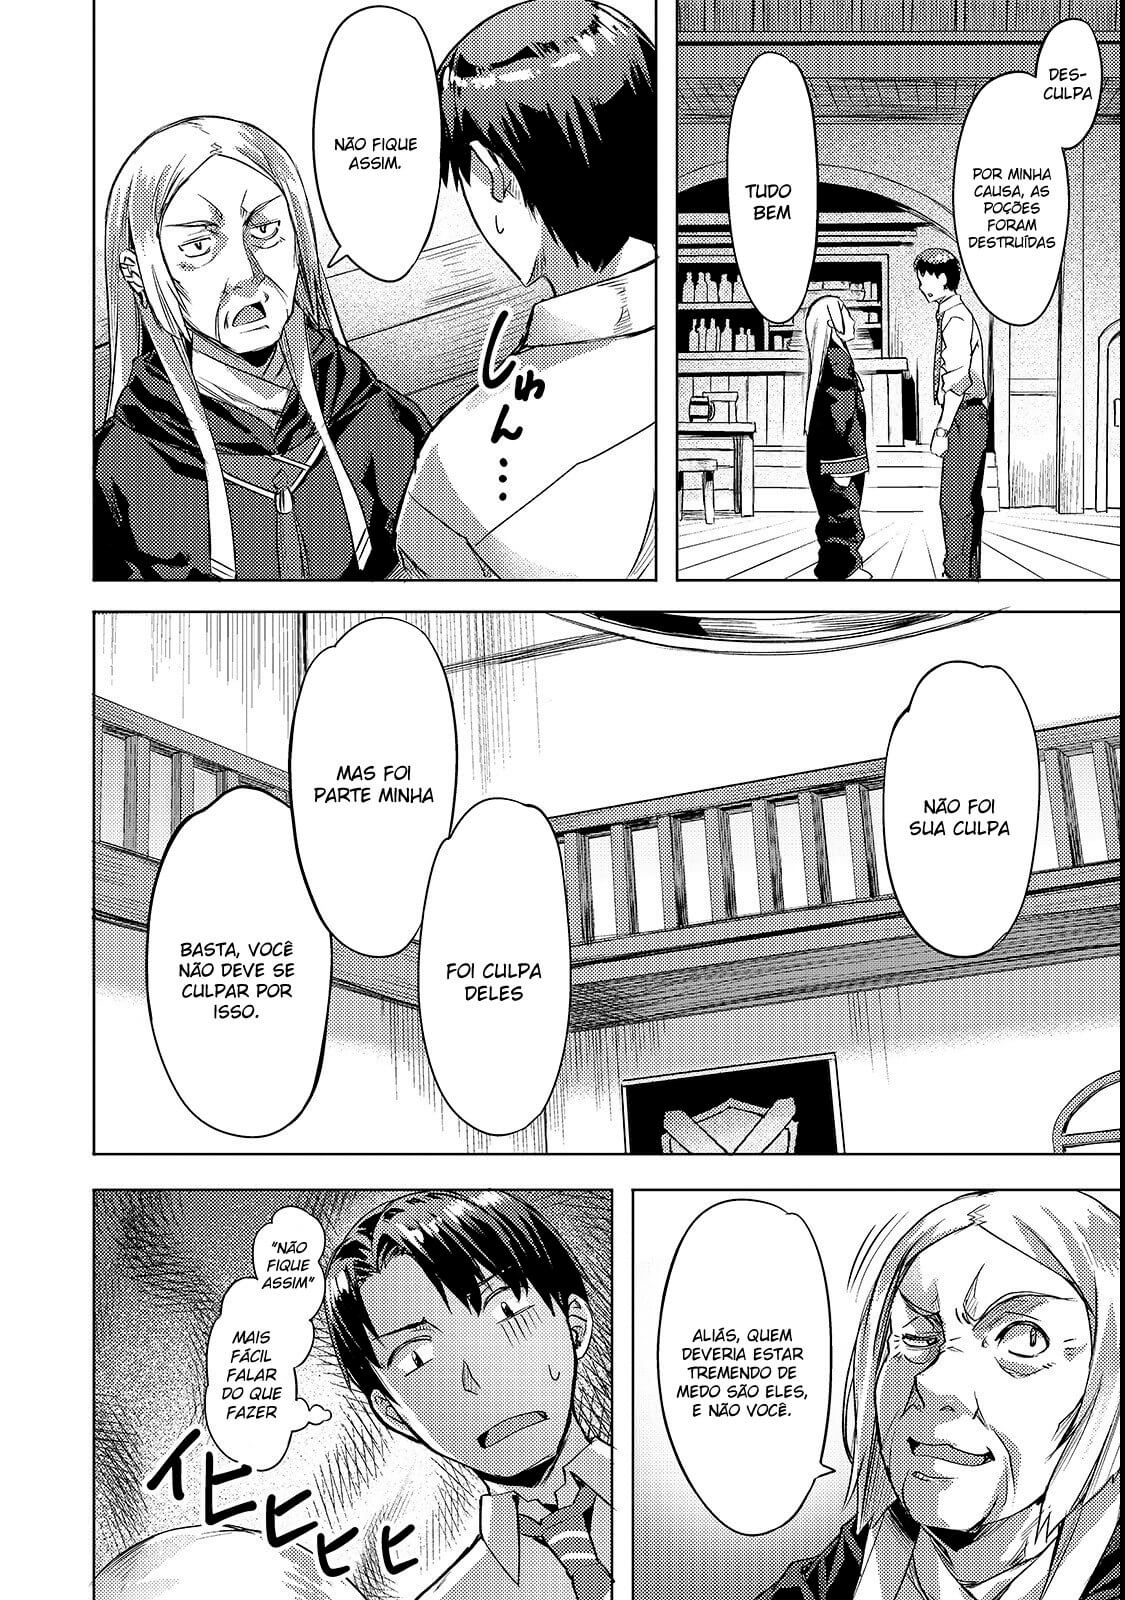 DES-
CULPA
POR MINHA
CAUSA, AS
POÇÕES
FORAM
DESTRUÍDAS
TUDO
BEM
NÃO FIQUE
ASSIM.
しゅん…
NÃO FOI
SUA CULPA
MAS FOI
PARTE MINHA
FOI CULPA
DELES
BASTA, VOCÊ
NÃO DEVE SE
CULPAR POR
ISSO.
ALIÁS, QUEM
DEVERIA ESTAR
TREMENDO DE
MEDO SÃO ELES,
E NÃO VOCÊ.
"NÃO
FIQUE
ASSIM"
MAIS
FÁCIL
FALAR
DO QUE
FAZER
イヒヒヒヒ